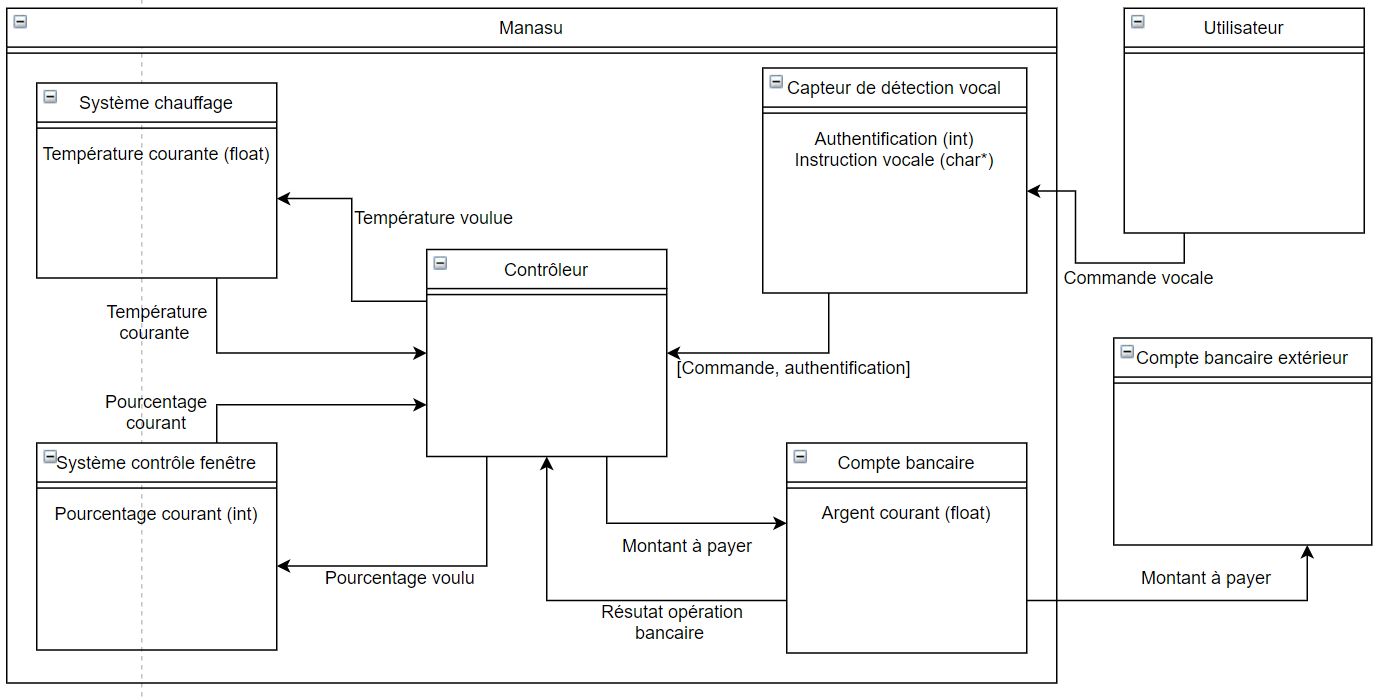 Manasu
Utilisateur
Système chauffage
Température courante (float)
Capteur de détection vocal
Authentification (int)
Instruction vocale (char*)
Température voulue
Contrôleur
Commande vocale
Température
courante
[Commande, authentification]
Compte bancaire extérieur
Pourcentage
courant
Système contrôle fenêtre
Pourcentage courant (int)
Compte bancaire
Argent courant (float)
Montant à payer
Pourcentage voulu
Montant à payer
Résutat opération
bancaire